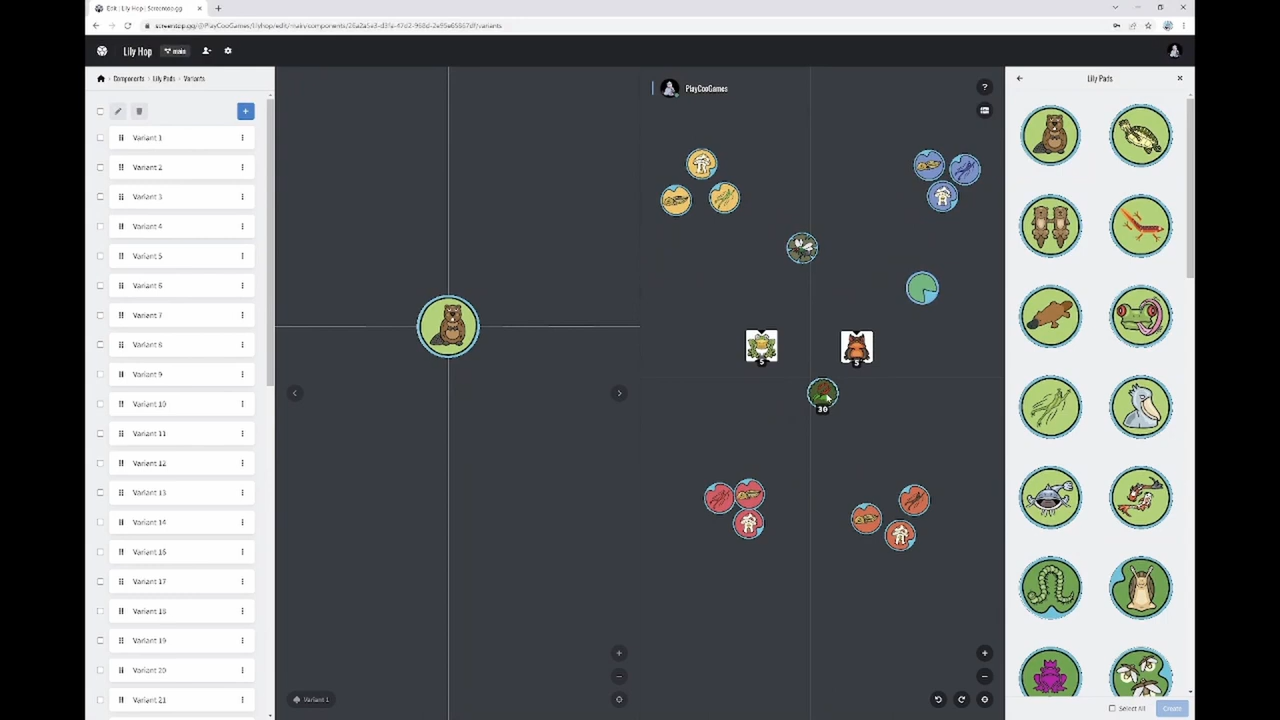 Edit | Lily Hop | Screentop.gg
Lily Hop
main
Components
Lily Pads
Variants
PlayCooGames
?
Lily Pads
Variant 1
Variant 2
Variant 3
Variant 4
Variant 5
Variant 6
Variant 7
Variant 8
Variant 9
Variant 10
Variant 11
Variant 12
Variant 13
Variant 14
Variant 16
Variant 17
Variant 18
Variant 19
Variant 20
Variant 21
5
5
30
Variant 1
Select All
Create